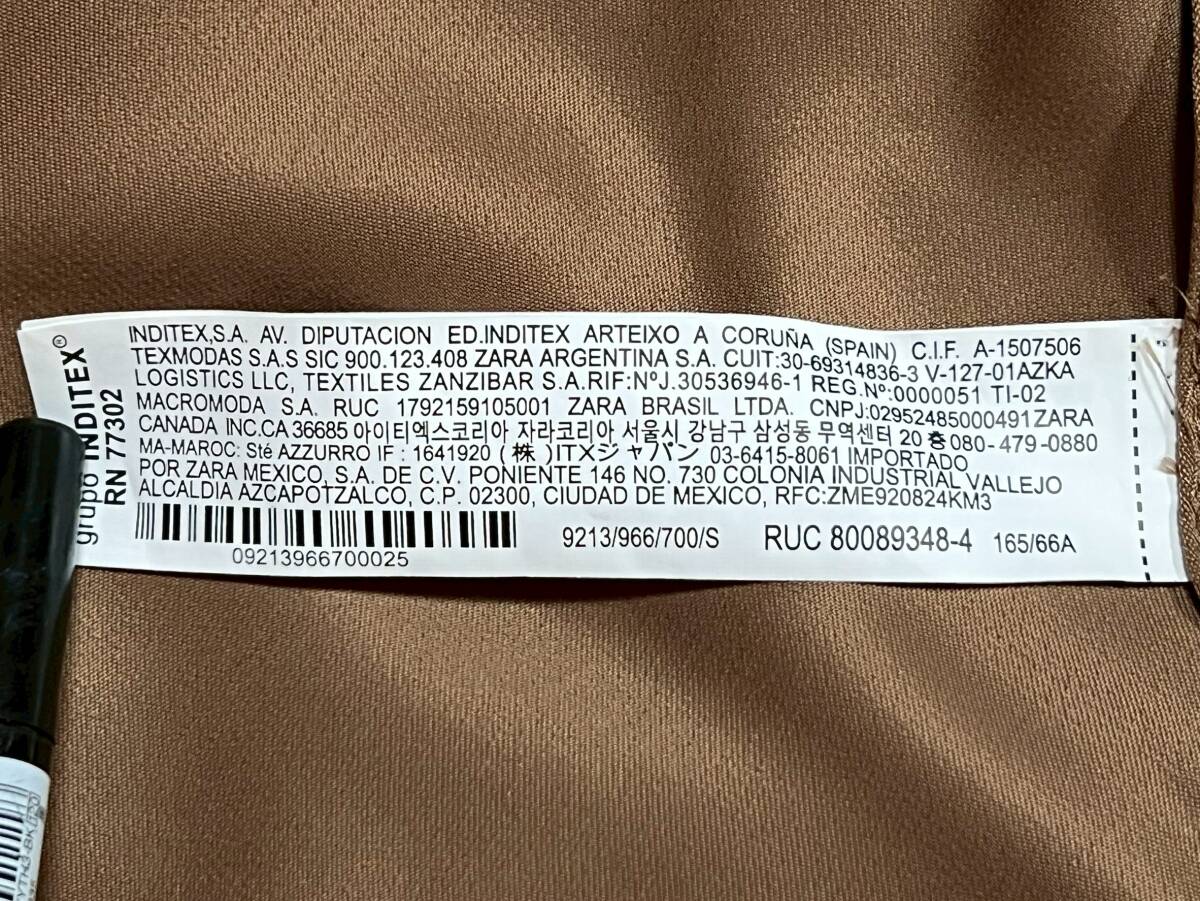 INDITEX,S.A. AV. DIPUTACION ED.INDITEX ARTEIXO A CORUÑA (SPAIN) C.I.F. A-1507506
TEXMODAS S.A.S SIC 900.123.408 ZARA ARGENTINA S.A. CUIT:30-69314836-3 V-127-01AZKA
LOGISTICS LLC, TEXTILES ZANZIBAR S.A.RIF:NºJ.30536946-1 REG.Nº:0000051 TI-02
MACROMODA S.A. RUC 1792159105001 ZARA BRASIL LTDA. CNPJ:02952485000491ZARA
CANADA INC.CA 36685 아이티엑스코리아 자라코리아 서울시 강남구 삼성동 무역센터 20 층 080-479-0880
MA-MAROC: Sté AZZURRO IF : 1641920 (株)ITXジャパン 03-6415-8061 IMPORTADO
POR ZARA MEXICO, S.A. DE C.V. PONIENTE 146 NO. 730 COLONIA INDUSTRIAL VALLEJO
ALCALDIA AZCAPOTZALCO, C.P. 02300, CIUDAD DE MEXICO, RFC:ZME920824KM3
09213966700025
9213/966/700/S RUC 80089348-4 165/66A
grupo INDITEX®
RN 77302
YTH3-BK